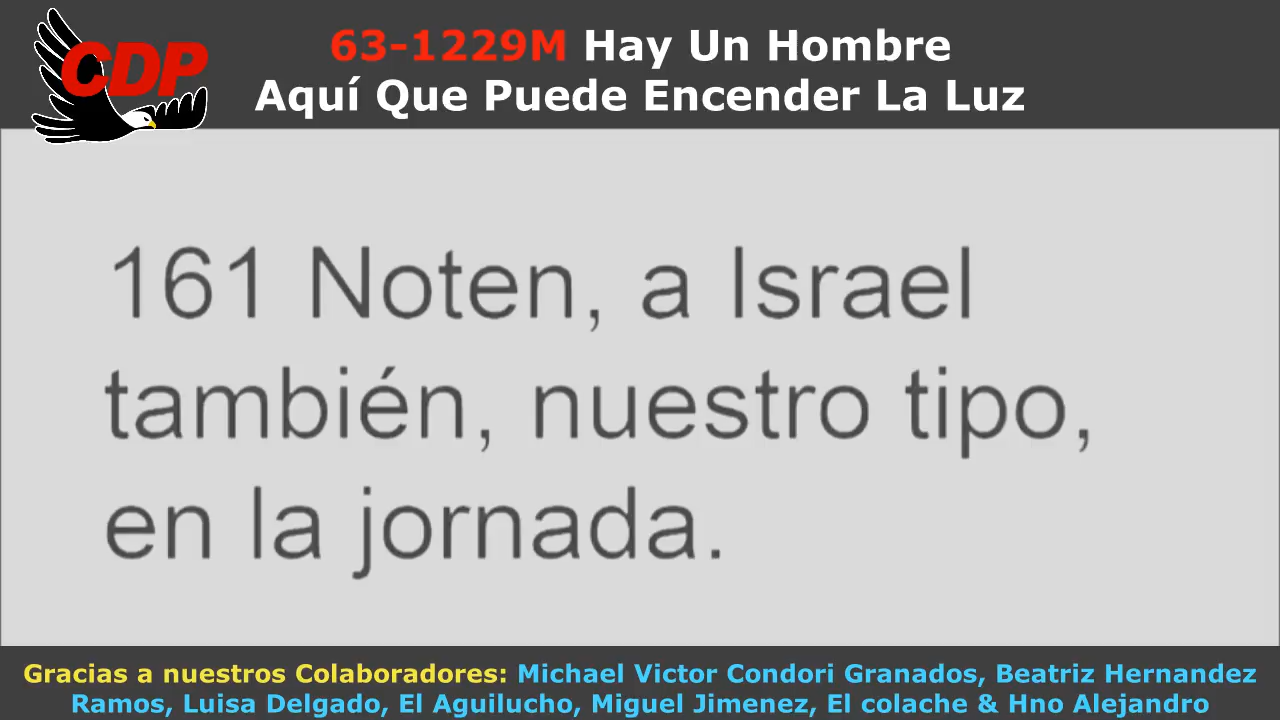 CDP
63-1229M Hay Un Hombre
Aquí Que Puede Encender La Luz
161 Noten, a Israel
también, nuestro tipo,
en la jornada.
Gracias a nuestros Colaboradores: Michael Victor Condori Granados, Beatriz Hernandez
Ramos, Luisa Delgado, El Aguilucho, Miguel Jimenez, El colache & Hno Alejandro